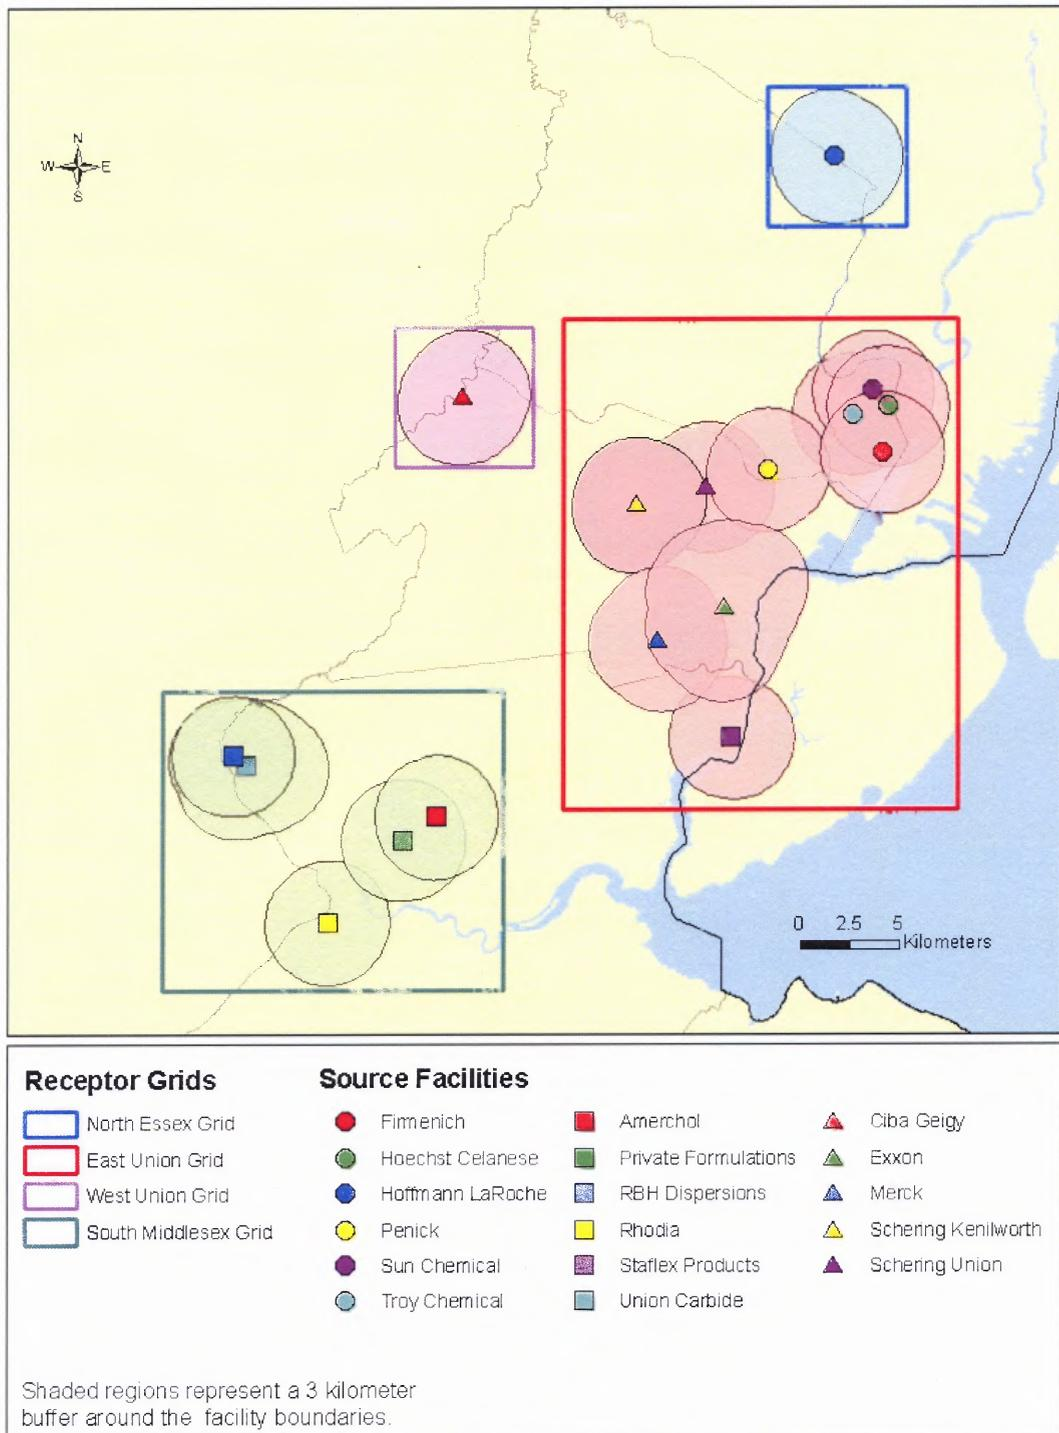 N
W E
S
0 2.5 5
Kilometers
Receptor Grids
North Essex Grid
East Union Grid
West Union Grid
South Middlesex Grid
Source Facilities
Firmenich
Hoechst Celanese
Hoffmann LaRoche
Penick
Sun Chemical
Troy Chemical
Amerchol
Private Formulations
RBH Dispersions
Rhodia
Staflex Products
Union Carbide
Ciba Geigy
Exxon
Merck
Schering Kenilworth
Schering Union
Shaded regions represent a 3 kilometer
buffer around the facility boundaries.